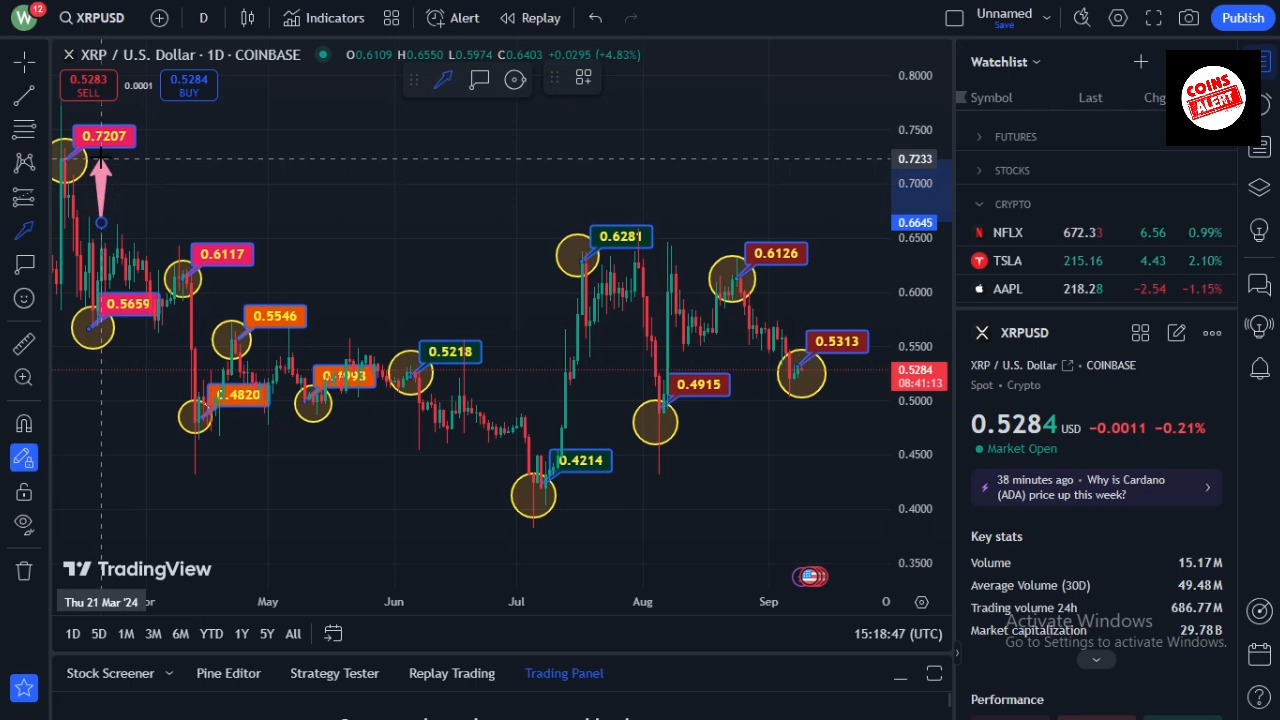 W 12 XRPUSD D Indicators Alert Replay Unnamed Save Publish
XRP / U.S. Dollar · 1D · COINBASE O0.6109 H0.6550 L0.5974 C0.6403 +0.0295 (+4.83%)
0.5283 SELL 0.0001 0.5284 BUY
0.8000
0.7500
0.7233
0.7000
0.6645
0.6500
0.6000
0.5500
0.5284
08:41:13
0.5000
0.4500
0.4000
0.3500
0.7207
0.5659
0.6117
0.4820
0.5546
0.4993
0.5218
0.4214
0.6281
0.4915
0.6126
0.5313
TradingView
Thu 21 Mar '24 May Jun Jul Aug Sep
1D 5D 1M 3M 6M YTD 1Y 5Y All 15:18:47 (UTC)
Stock Screener Pine Editor Strategy Tester Replay Trading Trading Panel
Watchlist
COINS ALERT
Symbol Last Chg
FUTURES
STOCKS
CRYPTO
NFLX 672.33 6.56 0.99%
TSLA 215.16 4.43 2.10%
AAPL 218.28 −2.54 −1.15%
XRPUSD
XRP / U.S. Dollar · COINBASE
Spot · Crypto
0.5284 USD −0.0011 −0.21%
Market Open
38 minutes ago · Why is Cardano
(ADA) price up this week?
Key stats
Volume 15.17M
Average Volume (30D) 49.48M
Trading volume 24h 686.77M
Market capitalization 29.78B
Activate Windows
Go to Settings to activate Windows.
Performance